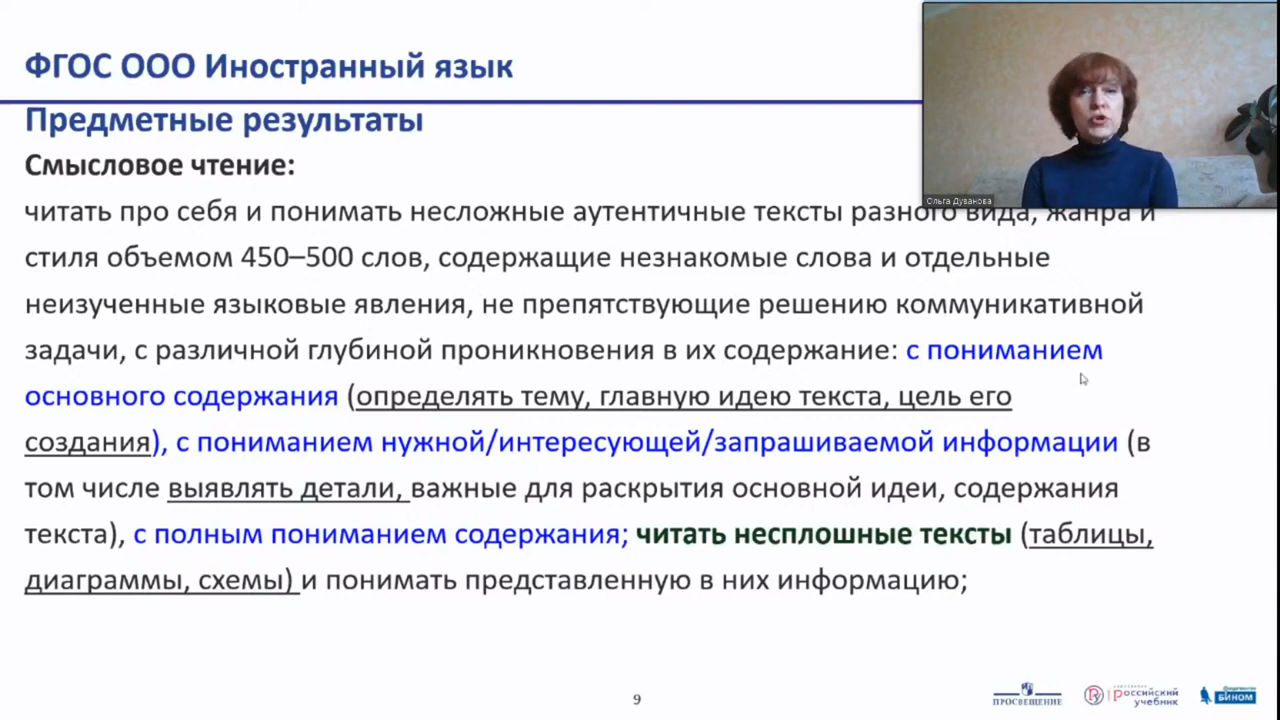 ФГОС ООО Иностранный язык
Предметные результаты
Смысловое чтение:
читать про себя и понимать несложные аутентичные тексты разного вида, жанра и
стиля объемом 450–500 слов, содержащие незнакомые слова и отдельные
неизученные языковые явления, не препятствующие решению коммуникативной
задачи, с различной глубиной проникновения в их содержание: с пониманием
основного содержания (определять тему, главную идею текста, цель его
создания), с пониманием нужной/интересующей/запрашиваемой информации (в
том числе выявлять детали, важные для раскрытия основной идеи, содержания
текста), с полным пониманием содержания; читать несплошные тексты (таблицы,
диаграммы, схемы) и понимать представленную в них информацию;
Ольга Дуванова
9
ПРОСВЕЩЕНИЕ
российский
учебник
БИНОМ